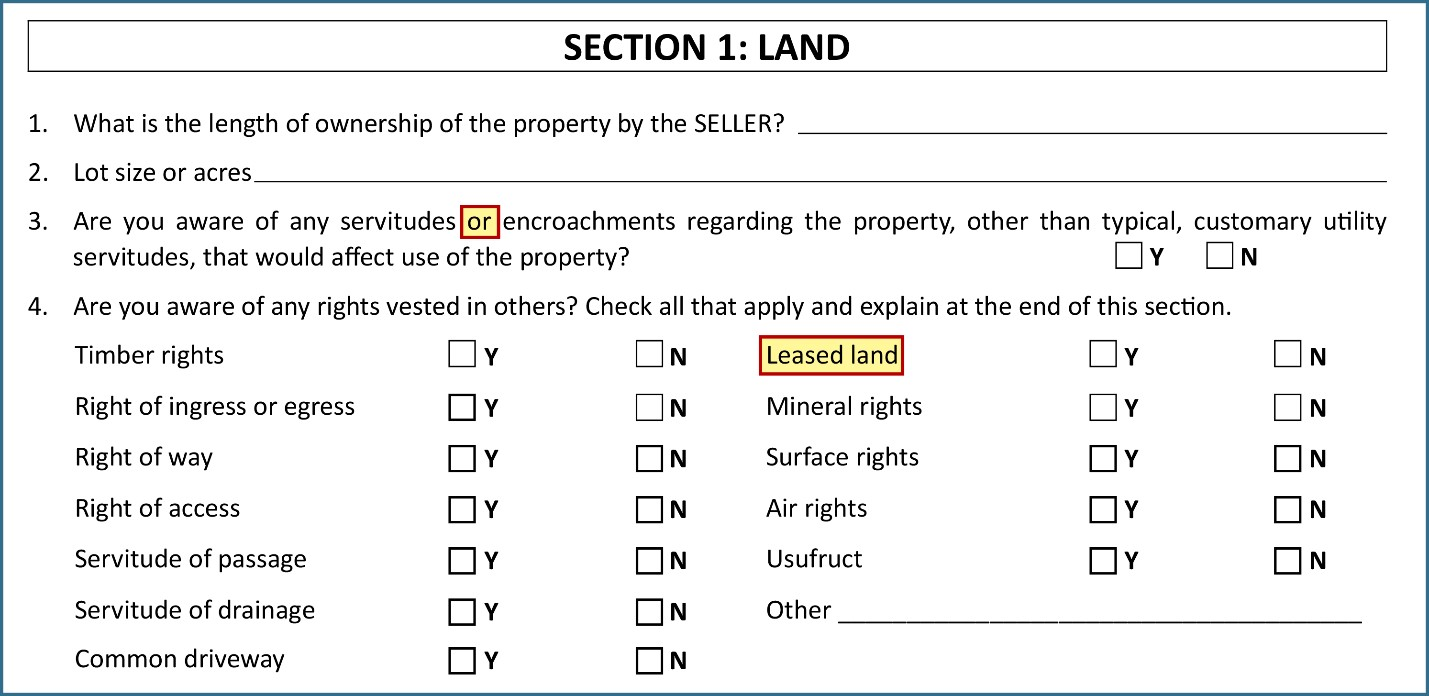 SECTION 1: LAND
1. What is the length of ownership of the property by the SELLER?
2. Lot size or acres
3. Are you aware of any servitudes or encroachments regarding the property, other than typical, customary utility
servitudes, that would affect use of the property? Y N
4. Are you aware of any rights vested in others? Check all that apply and explain at the end of this section.
Timber rights Y N Leased land Y N
Right of ingress or egress Y N Mineral rights Y N
Right of way Y N Surface rights Y N
Right of access Y N Air rights Y N
Servitude of passage Y N Usufruct Y N
Servitude of drainage Y N Other
Common driveway Y N